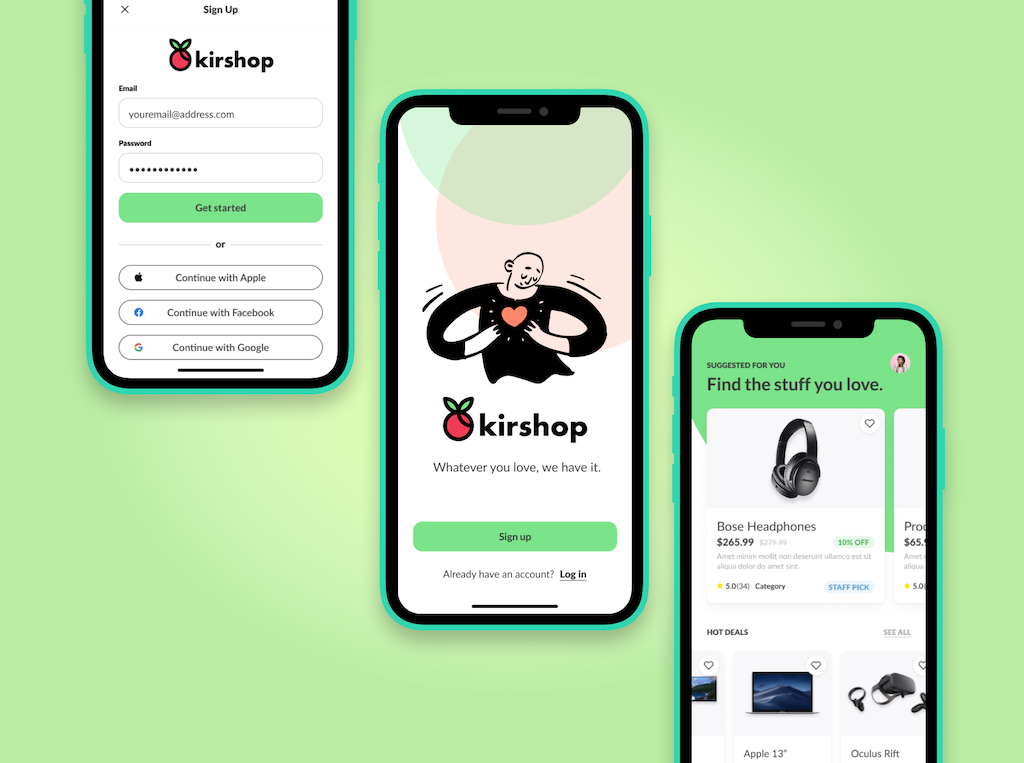 Sign Up
kirshop
Email
youremail@address.com
Password
Get started
or
Continue with Apple
Continue with Facebook
Continue with Google
kirshop
Whatever you love, we have it.
Sign up
Already have an account? Log in
SUGGESTED FOR YOU
Find the stuff you love.
Bose Headphones
$265.99 $279.99 10% OFF
Amet minim mollit non deserunt ullamco est sit
aliqua dolor do amet sint.
5.0(34) Category STAFF PICK
Proc
$65.9
Amet
aliqua
5.0
HOT DEALS SEE ALL
Apple 13”
Oculus Rift